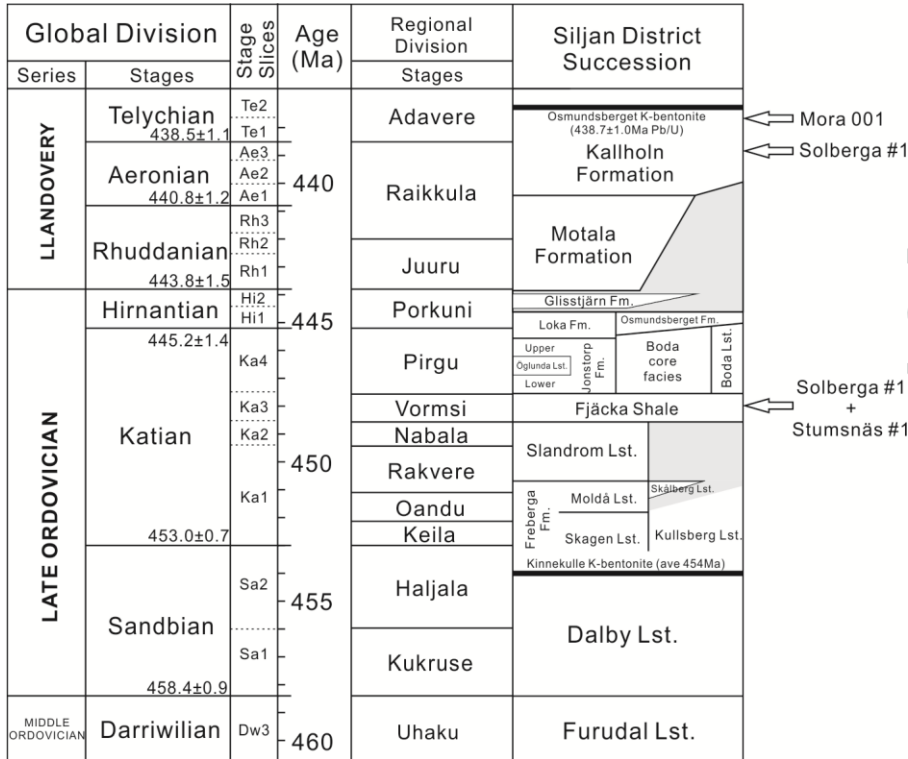 Global Division
Stage Slices
Age (Ma)
Regional Division
Siljan District Succession
Series
Stages
Stages
LLANDOVERY
Telychian
438.5±1.1
Te2
Te1
Adavere
Osmundsberget K-bentonite
(438.7±1.0Ma Pb/U)
Kallholn
Formation
Mora 001
Solberga #1
Aeronian
440.8±1.2
Ae3
Ae2
Ae1
440
Raikkula
Rhuddanian
443.8±1.5
Rh3
Rh2
Rh1
Juuru
Motala
Formation
LATE ORDOVICIAN
Hirnantian
445.2±1.4
Hi2
Hi1
445
Porkuni
Glisstjärn Fm.
Loka Fm.
Osmundsberget Fm.
Katian
453.0±0.7
Ka4
Ka3
Ka2
Ka1
450
Pirgu
Upper
Öglunda Lst.
Lower
Jonstorp Fm.
Boda
core
facies
Boda Lst.
Vormsi
Fjäcka Shale
Solberga #1
+
Stumsnäs #1
Nabala
Rakvere
Oandu
Keila
Slandrom Lst.
Skålberg Lst.
Freberga Fm.
Moldå Lst.
Skagen Lst.
Kullsberg Lst.
Kinnekulle K-bentonite (ave 454Ma)
Sandbian
458.4±0.9
Sa2
Sa1
455
Haljala
Kukruse
Dalby Lst.
MIDDLE
ORDOVICIAN
Darriwilian
Dw3
460
Uhaku
Furudal Lst.